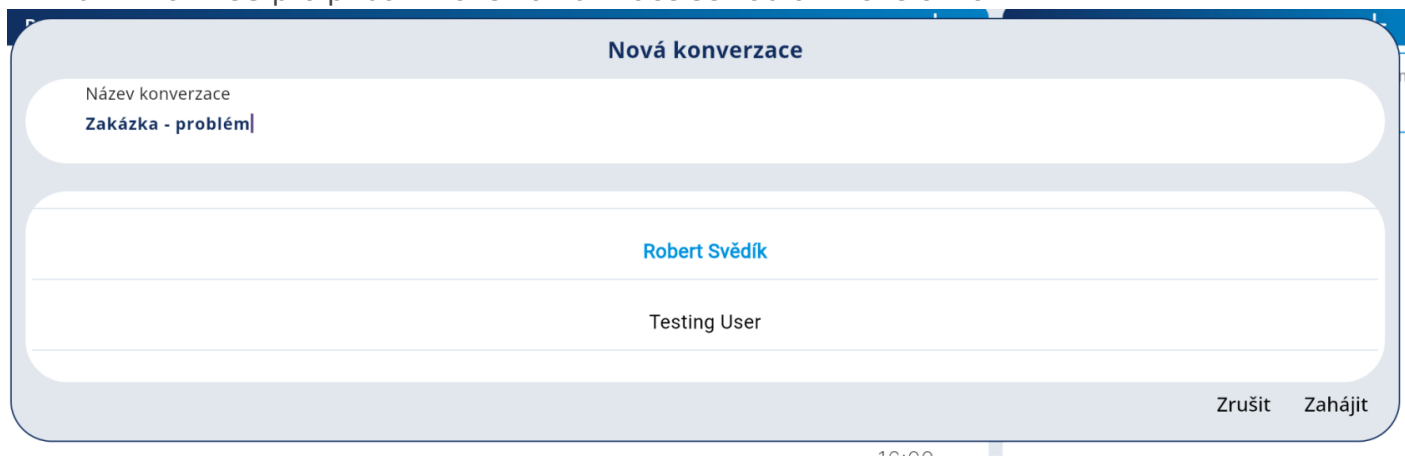 Nová konverzace
Název konverzace
Zakázka - problém
Robert Svědík
Testing User
Zrušit Zahájit